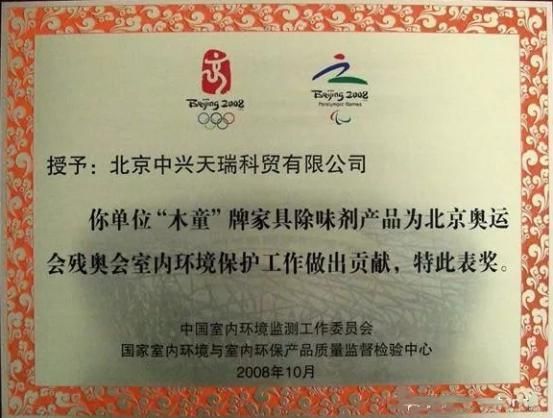 Beijing 2008
Beijing 2008
Paralympic Games
授予：北京中兴天瑞科贸有限公司
你单位“木童”牌家具除味剂产品为北京奥运
会残奥会室内环境保护工作做出贡献，特此表奖。
中国室内环境监测工作委员会
国家室内环境与室内环保产品质量监督检验中心
2008年10月